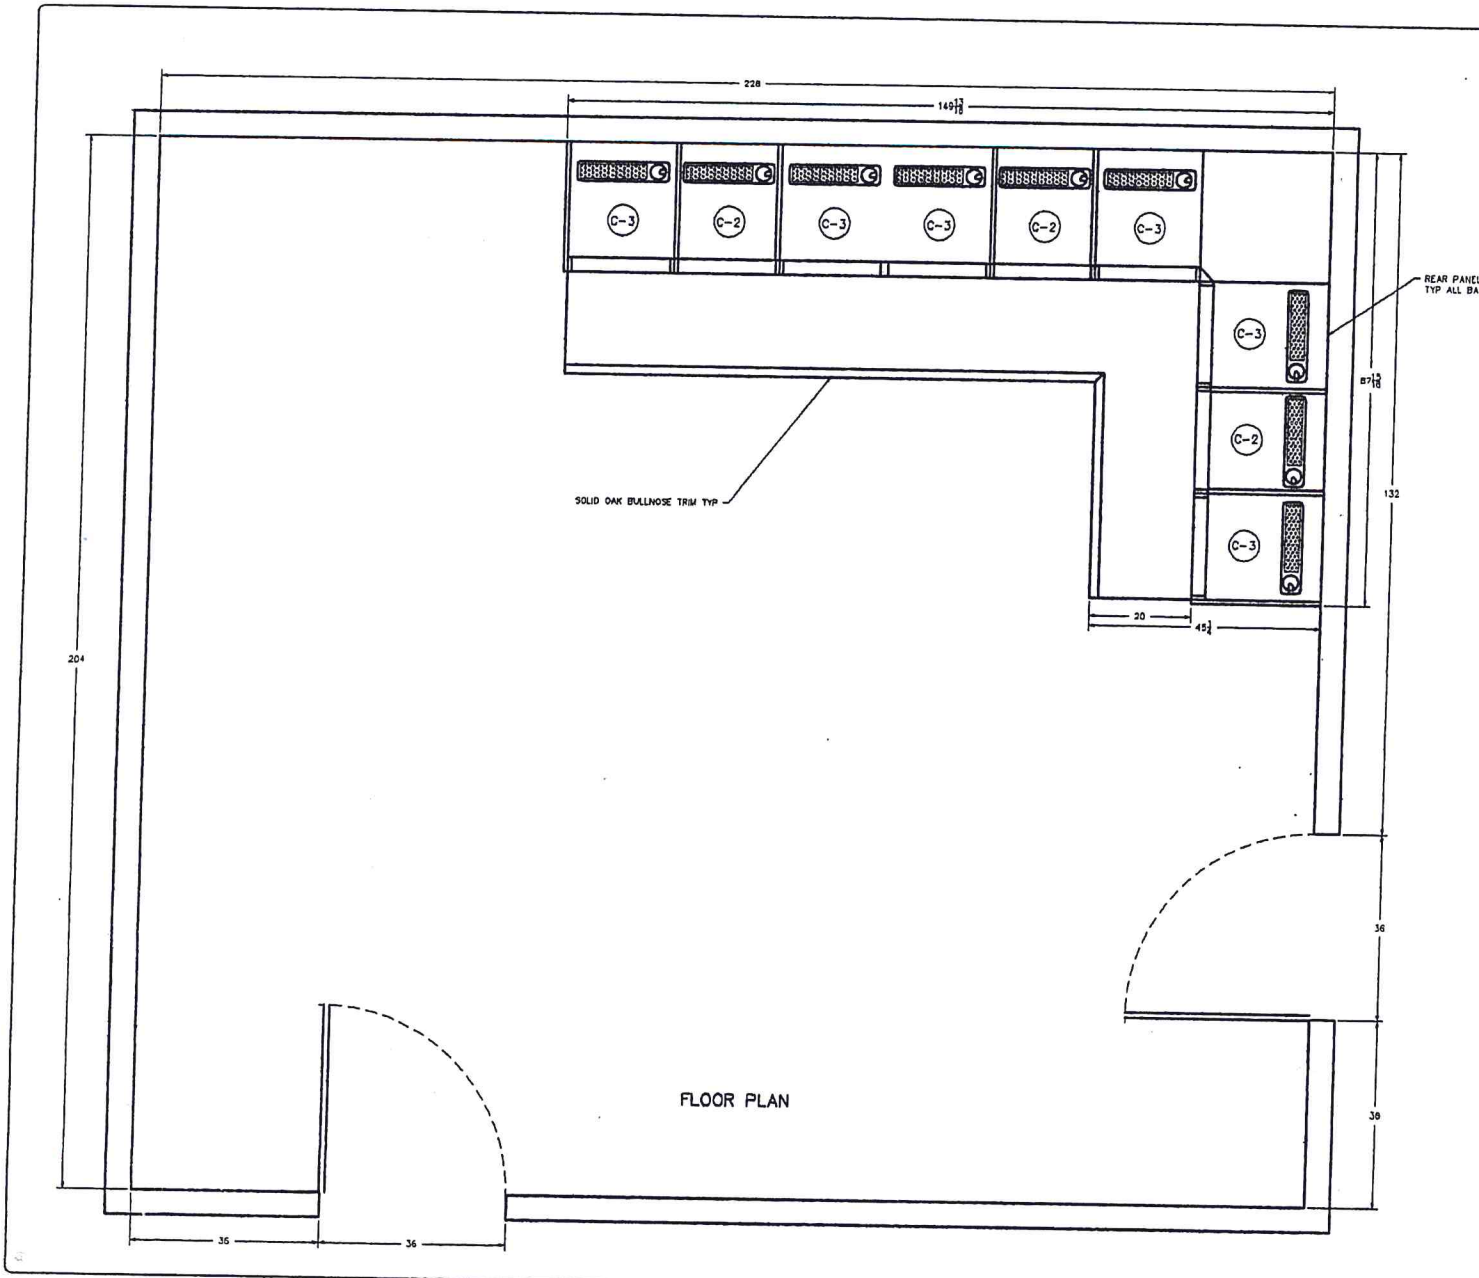 228
149 13/16
C-3
C-2
C-3
C-3
C-2
C-3
REAR PANEL
TYP ALL BA
C-3
87 15/16
C-2
132
SOLID OAK BULLNOSE TRIM TYP
C-3
20
45 3/4
204
36
FLOOR PLAN
36
36
36